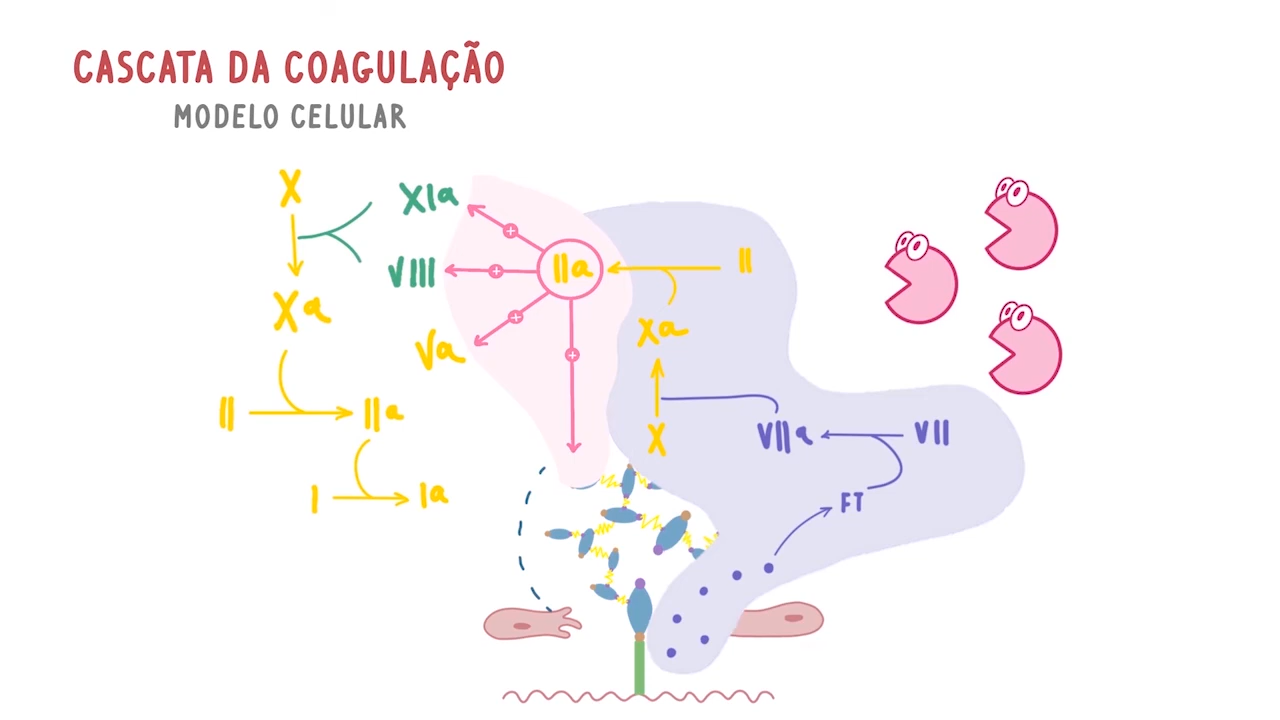 CASCATA DA COAGULAÇÃO
MODELO CELULAR
X
XIa
VIII
IIa
II
Xa
Xa
Va
II
IIa
X
VIIa
VII
I
Ia
FT